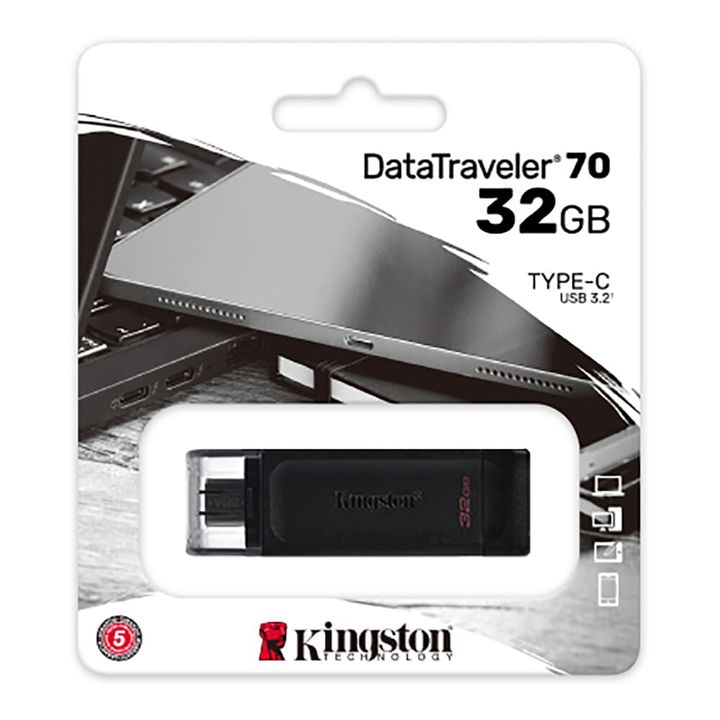 DataTraveler® 70
32GB
TYPE-C
USB 3.2¹
Kingston
32GB
5
Kingston®
TECHNOLOGY